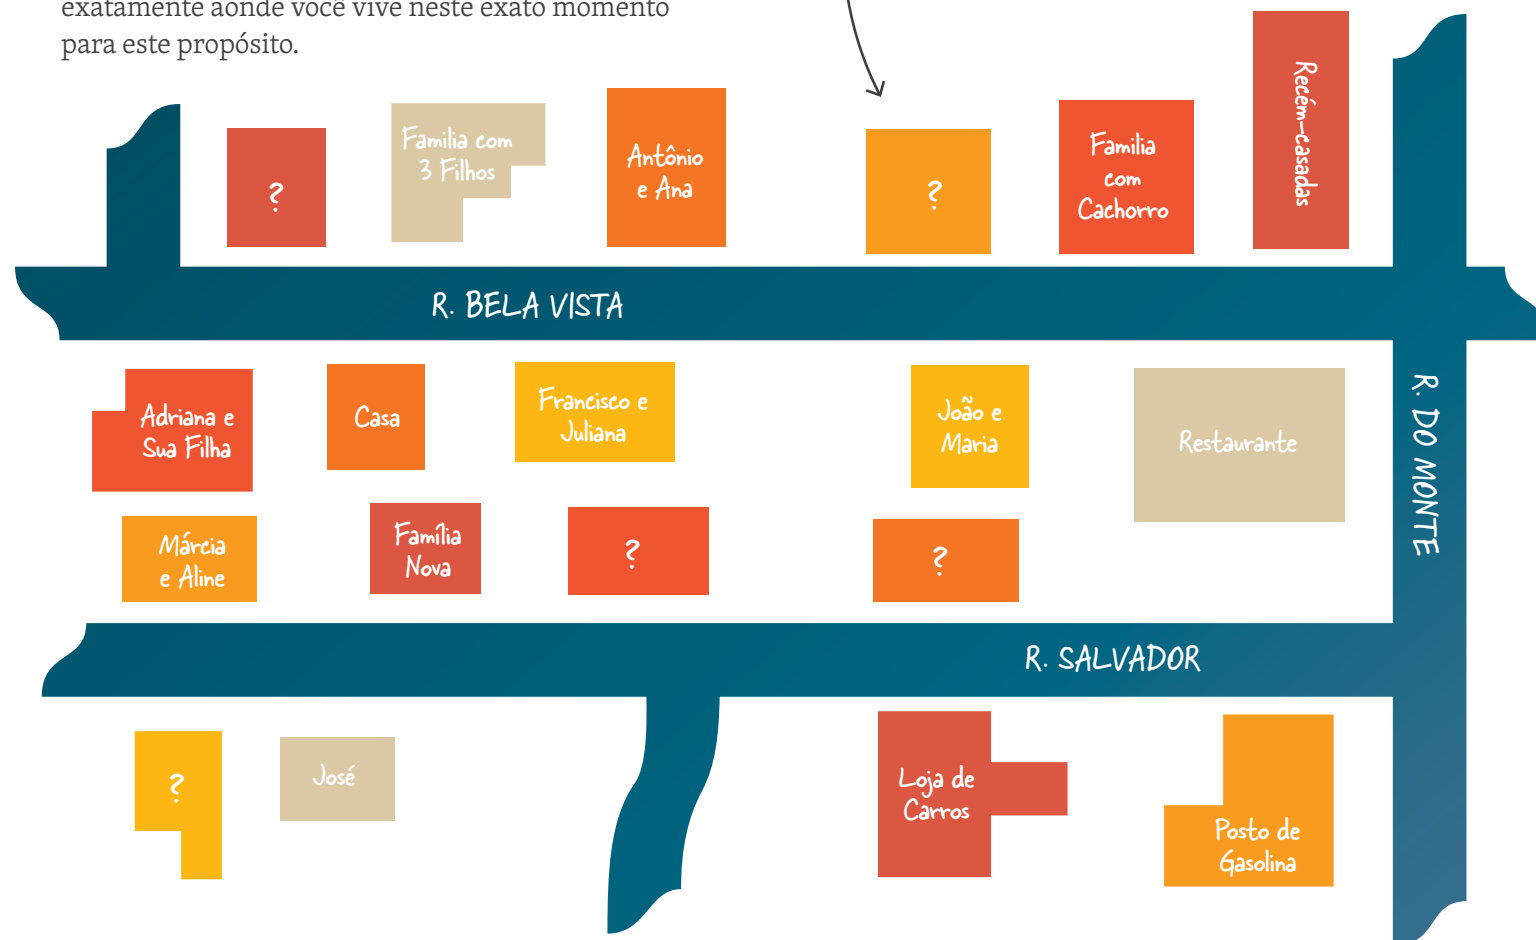 exatamente aonde você vive neste exato momento
para este propósito.
?
Familia com
3 Filhos
Antônio
e Ana
?
Familia
com
Cachorro
Recém-casadas
R. BELA VISTA
Adriana e
Sua Filha
Casa
Francisco e
Juliana
João e
Maria
Restaurante
R. DO MONTE
Márcia
e Aline
Família
Nova
?
?
R. SALVADOR
?
José
Loja de
Carros
Posto de
Gasolina